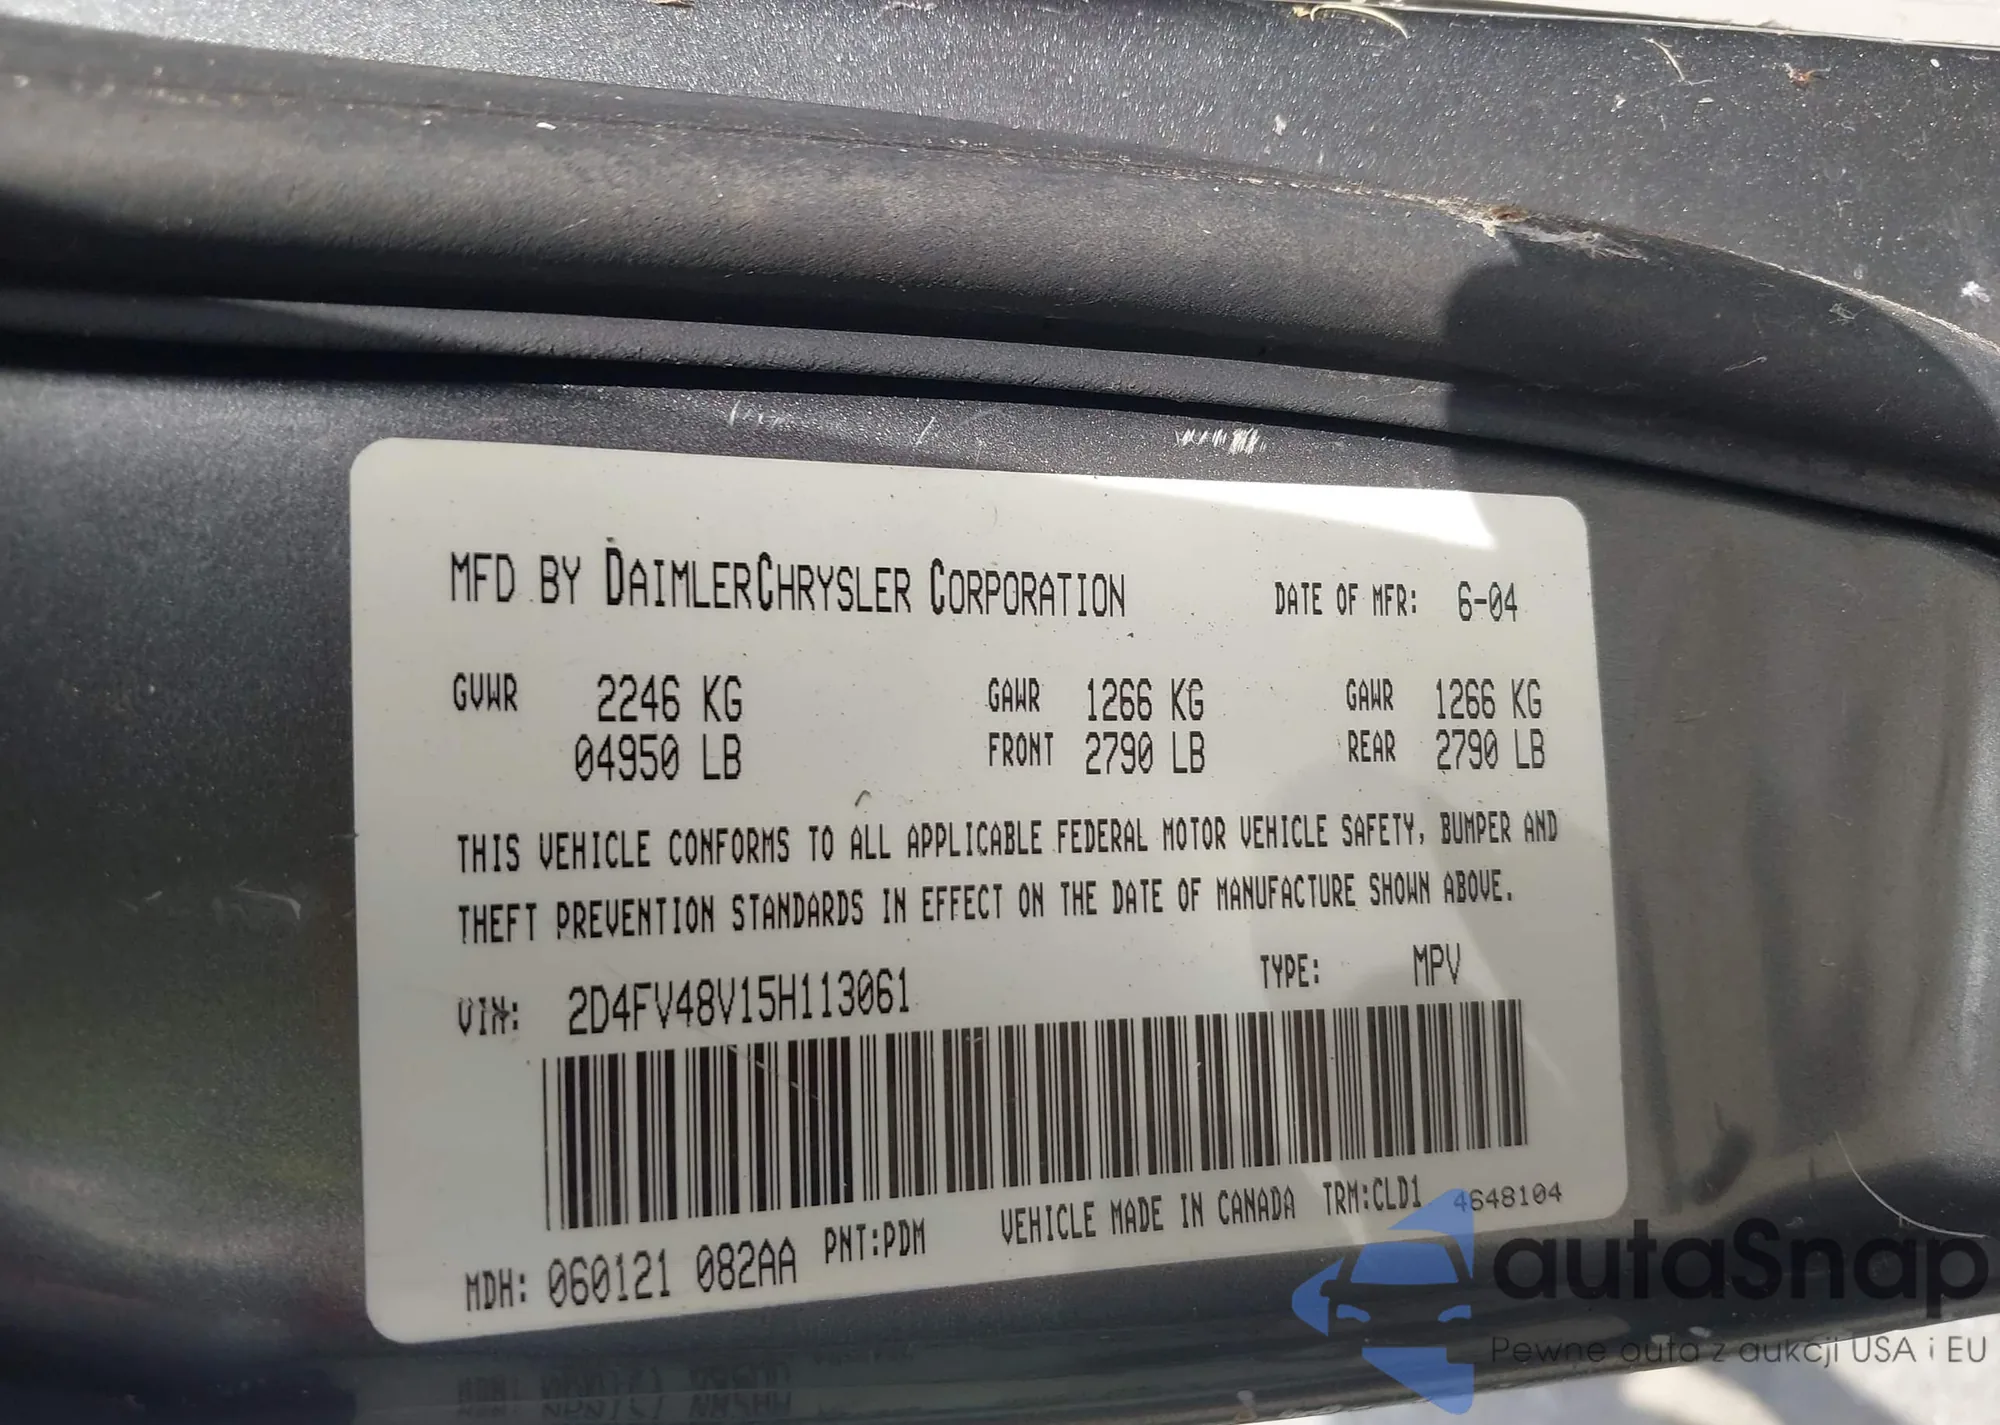 MFD BY DAIMLERCHRYSLER CORPORATION DATE OF MFR: 6-04
GVWR 2246 KG GAWR 1266 KG GAWR 1266 KG
04950 LB FRONT 2790 LB REAR 2790 LB
THIS VEHICLE CONFORMS TO ALL APPLICABLE FEDERAL MOTOR VEHICLE SAFETY, BUMPER AND
THEFT PREVENTION STANDARDS IN EFFECT ON THE DATE OF MANUFACTURE SHOWN ABOVE.
VIN: 2D4FV48V15H113061 TYPE: MPV
MDH: 060121 082AA PNT:PDM VEHICLE MADE IN CANADA TRM:CLD1 4648104
autaSnap
Pewne auta z aukcji USA i EU